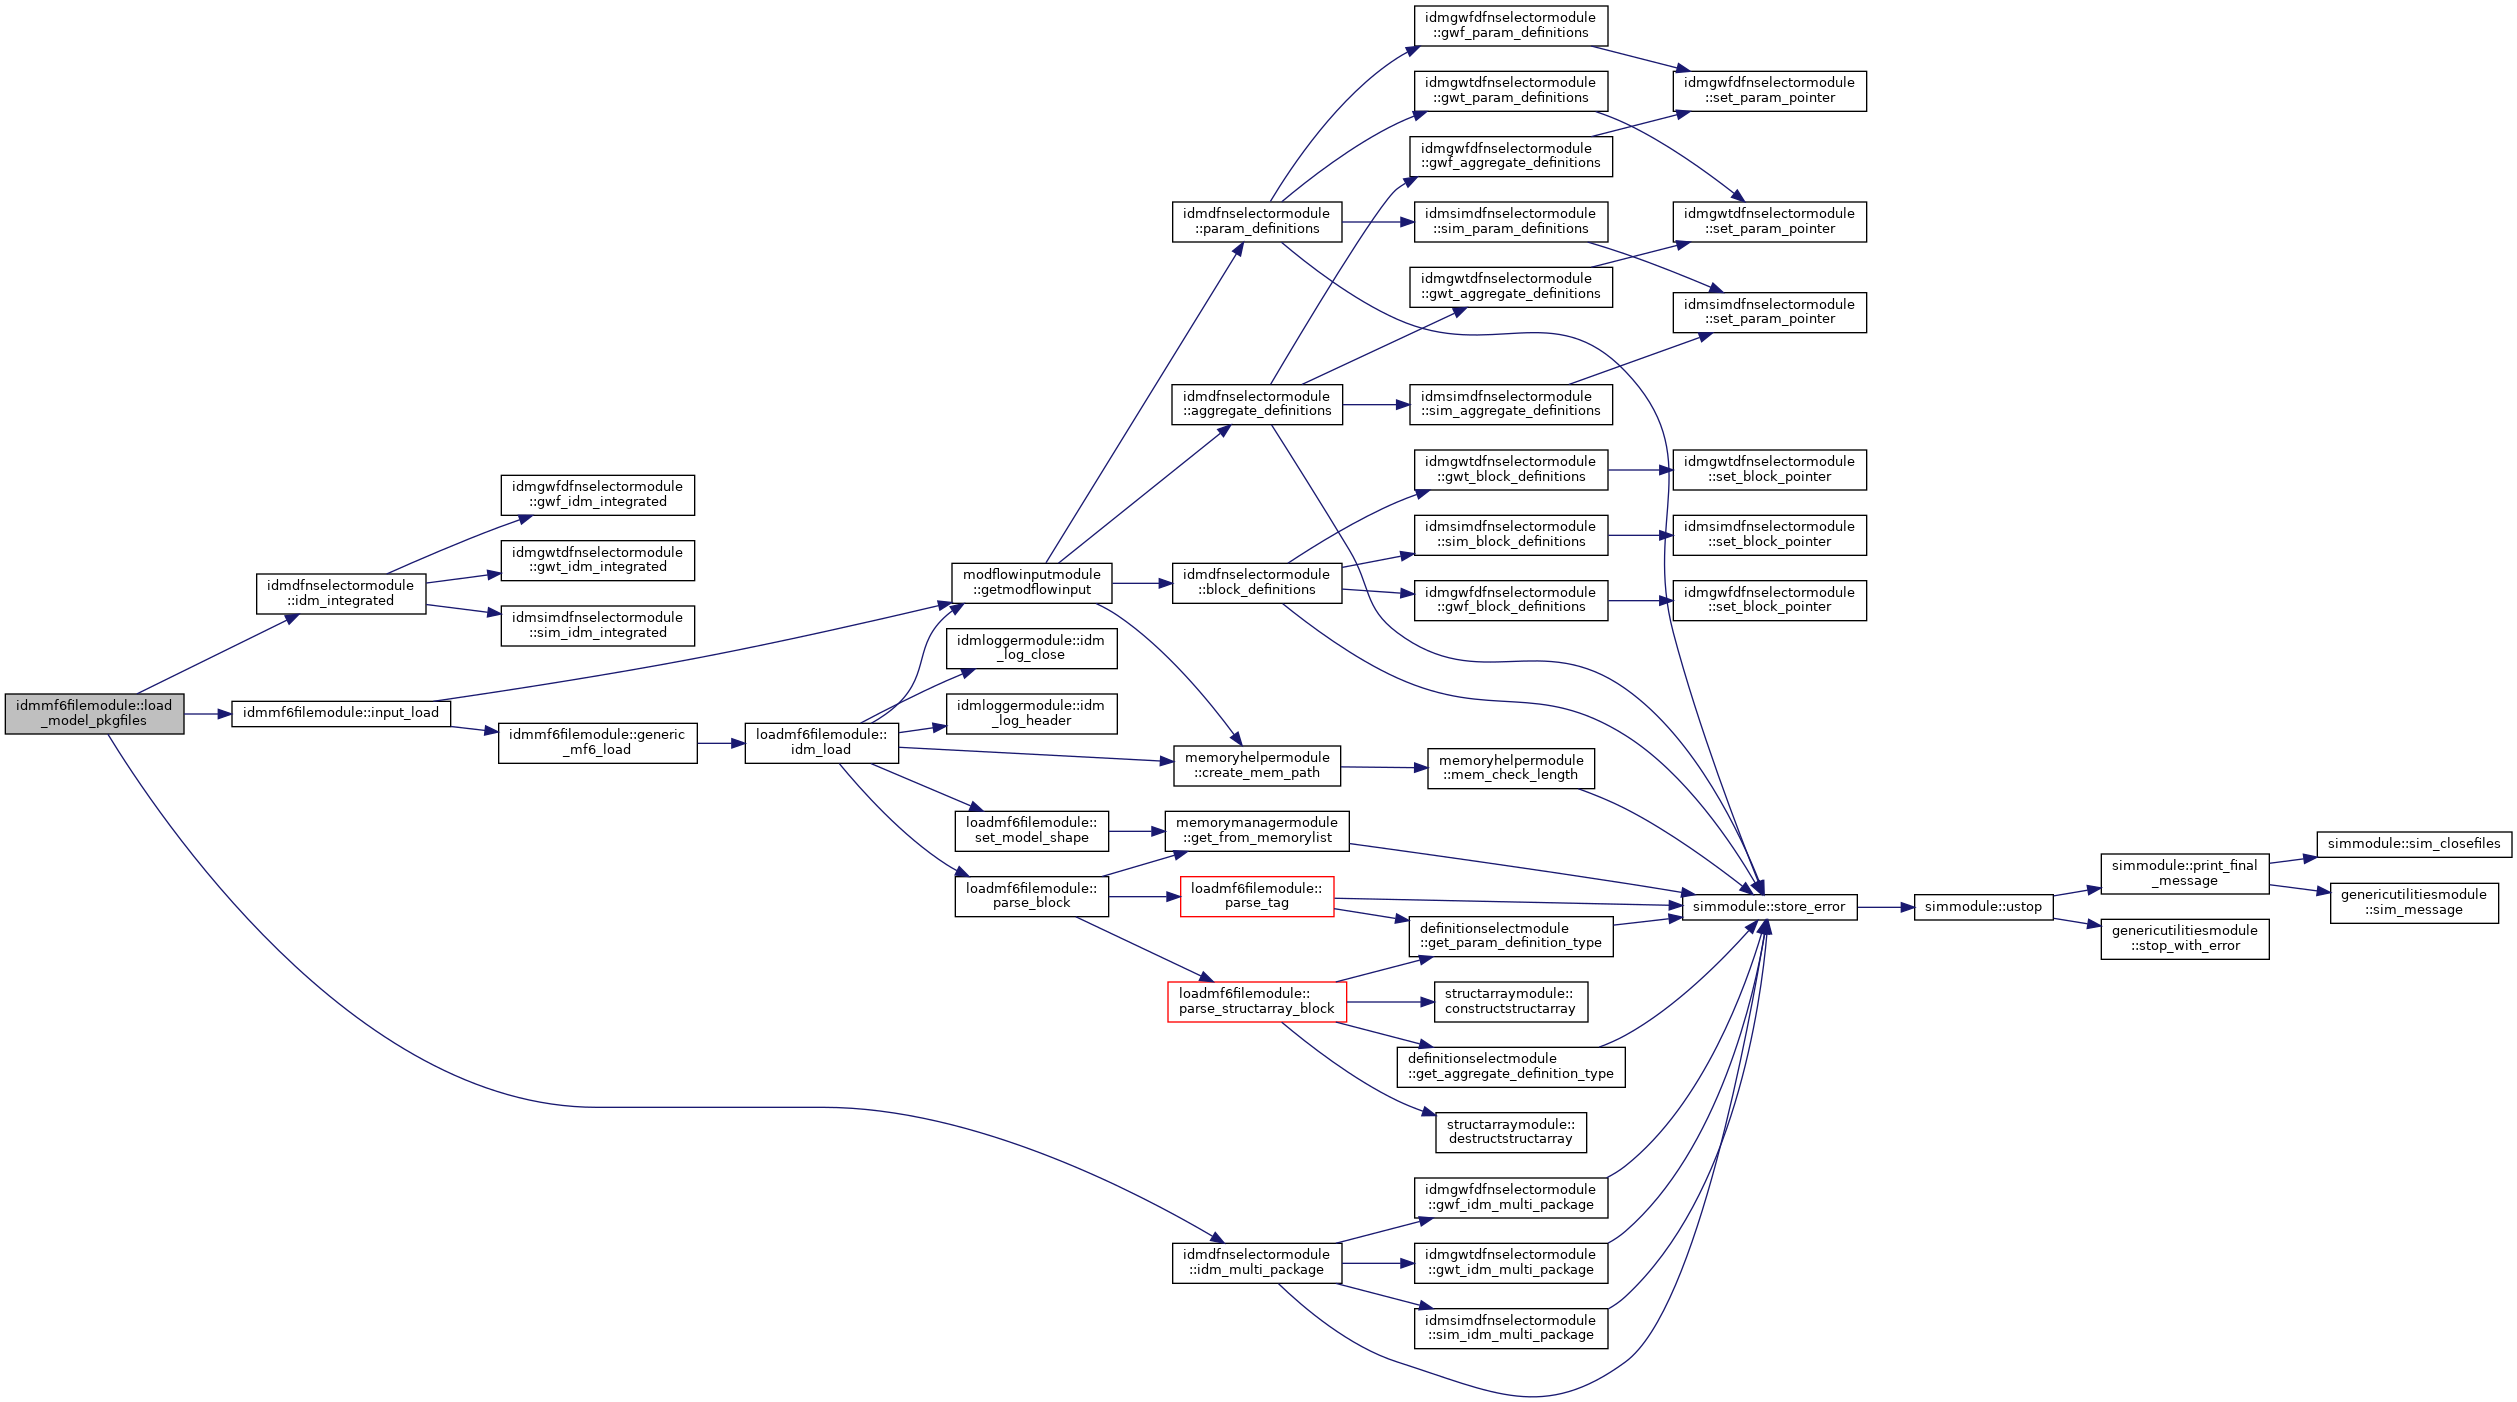 idmmf6filemodule::load
_model_pkgfiles
idmdfnselectormodule
::idm_integrated
idmmf6filemodule::input_load
idmgwfdfnselectormodule
::gwf_idm_integrated
idmgwtdfnselectormodule
::gwt_idm_integrated
idmsimdfnselectormodule
::sim_idm_integrated
idmmf6filemodule::generic
_mf6_load
loadmf6filemodule::
idm_load
modflowinputmodule
::getmodflowinput
idmloggermodule::idm
_log_close
idmloggermodule::idm
_log_header
loadmf6filemodule::
set_model_shape
loadmf6filemodule::
parse_block
idmdfnselectormodule
::param_definitions
idmdfnselectormodule
::aggregate_definitions
idmdfnselectormodule
::block_definitions
memoryhelpermodule
::create_mem_path
memorymanagermodule
::get_from_memorylist
loadmf6filemodule::
parse_tag
loadmf6filemodule::
parse_structarray_block
idmdfnselectormodule
::idm_multi_package
idmgwfdfnselectormodule
::gwf_param_definitions
idmgwtdfnselectormodule
::gwt_param_definitions
idmgwfdfnselectormodule
::gwf_aggregate_definitions
idmsimdfnselectormodule
::sim_param_definitions
idmgwtdfnselectormodule
::gwt_aggregate_definitions
idmsimdfnselectormodule
::sim_aggregate_definitions
idmgwtdfnselectormodule
::gwt_block_definitions
idmsimdfnselectormodule
::sim_block_definitions
idmgwfdfnselectormodule
::gwf_block_definitions
memoryhelpermodule
::mem_check_length
definitionselectmodule
::get_param_definition_type
structarraymodule::
constructstructarray
definitionselectmodule
::get_aggregate_definition_type
structarraymodule::
destructstructarray
idmgwfdfnselectormodule
::gwf_idm_multi_package
idmgwtdfnselectormodule
::gwt_idm_multi_package
idmsimdfnselectormodule
::sim_idm_multi_package
idmgwfdfnselectormodule
::set_param_pointer
idmgwtdfnselectormodule
::set_param_pointer
idmsimdfnselectormodule
::set_param_pointer
idmgwtdfnselectormodule
::set_block_pointer
idmsimdfnselectormodule
::set_block_pointer
idmgwfdfnselectormodule
::set_block_pointer
simmodule::store_error
simmodule::ustop
simmodule::print_final
_message
genericutilitiesmodule
::stop_with_error
simmodule::sim_closefiles
genericutilitiesmodule
::sim_message